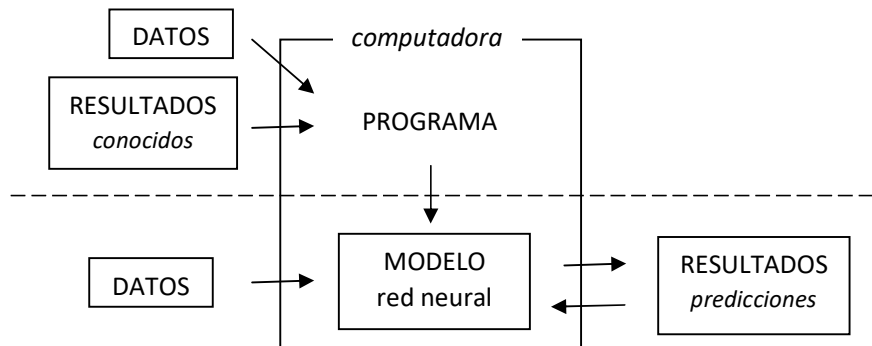 DATOS
computadora
RESULTADOS
conocidos
PROGRAMA
DATOS
MODELO
red neural
RESULTADOS
predicciones